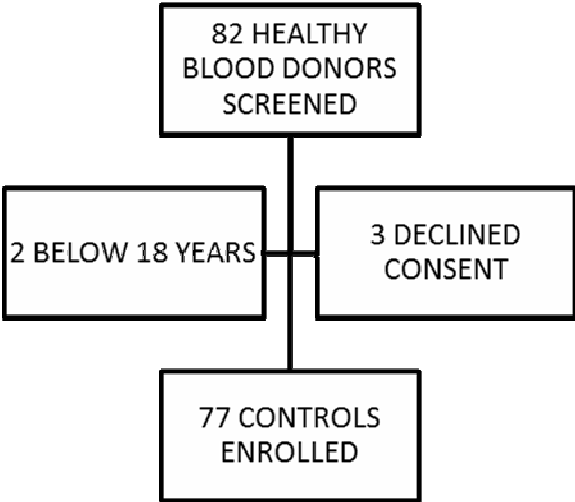 82 HEALTHY
BLOOD DONORS
SCREENED
2 BELOW 18 YEARS
3 DECLINED
CONSENT
77 CONTROLS
ENROLLED